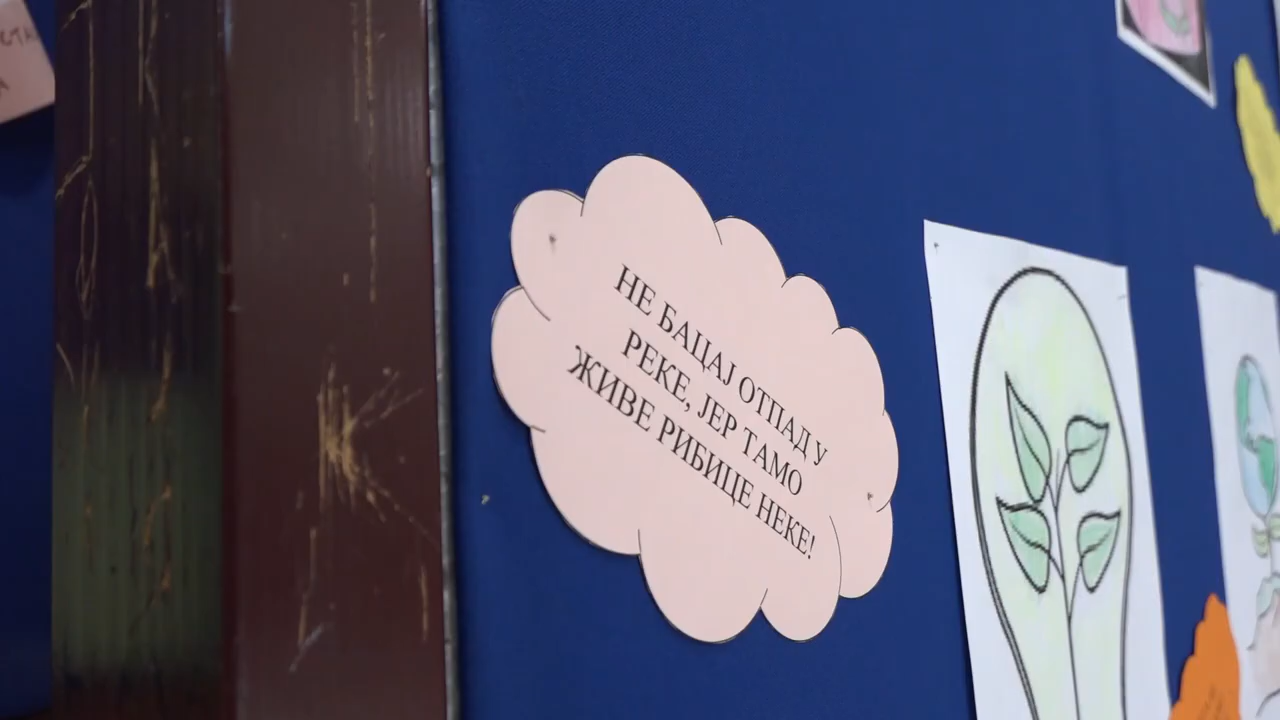 НЕ БАЦАЈ ОТПАД У
РЕКЕ, ЈЕР ТАМО
ЖИВЕ РИБИЦЕ НЕКЕ!